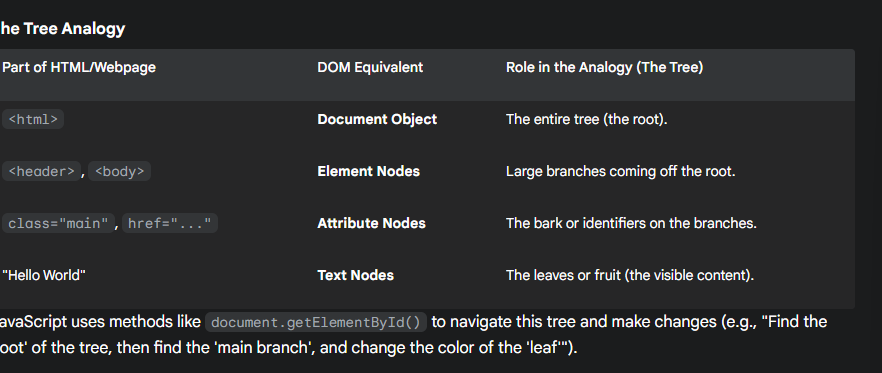 he Tree Analogy
Part of HTML/Webpage DOM Equivalent Role in the Analogy (The Tree)
<html> Document Object The entire tree (the root).
<header>, <body> Element Nodes Large branches coming off the root.
class="main", href="..." Attribute Nodes The bark or identifiers on the branches.
"Hello World" Text Nodes The leaves or fruit (the visible content).
avaScript uses methods like document.getElementById() to navigate this tree and make changes (e.g., "Find the
oot' of the tree, then find the 'main branch', and change the color of the 'leaf'").